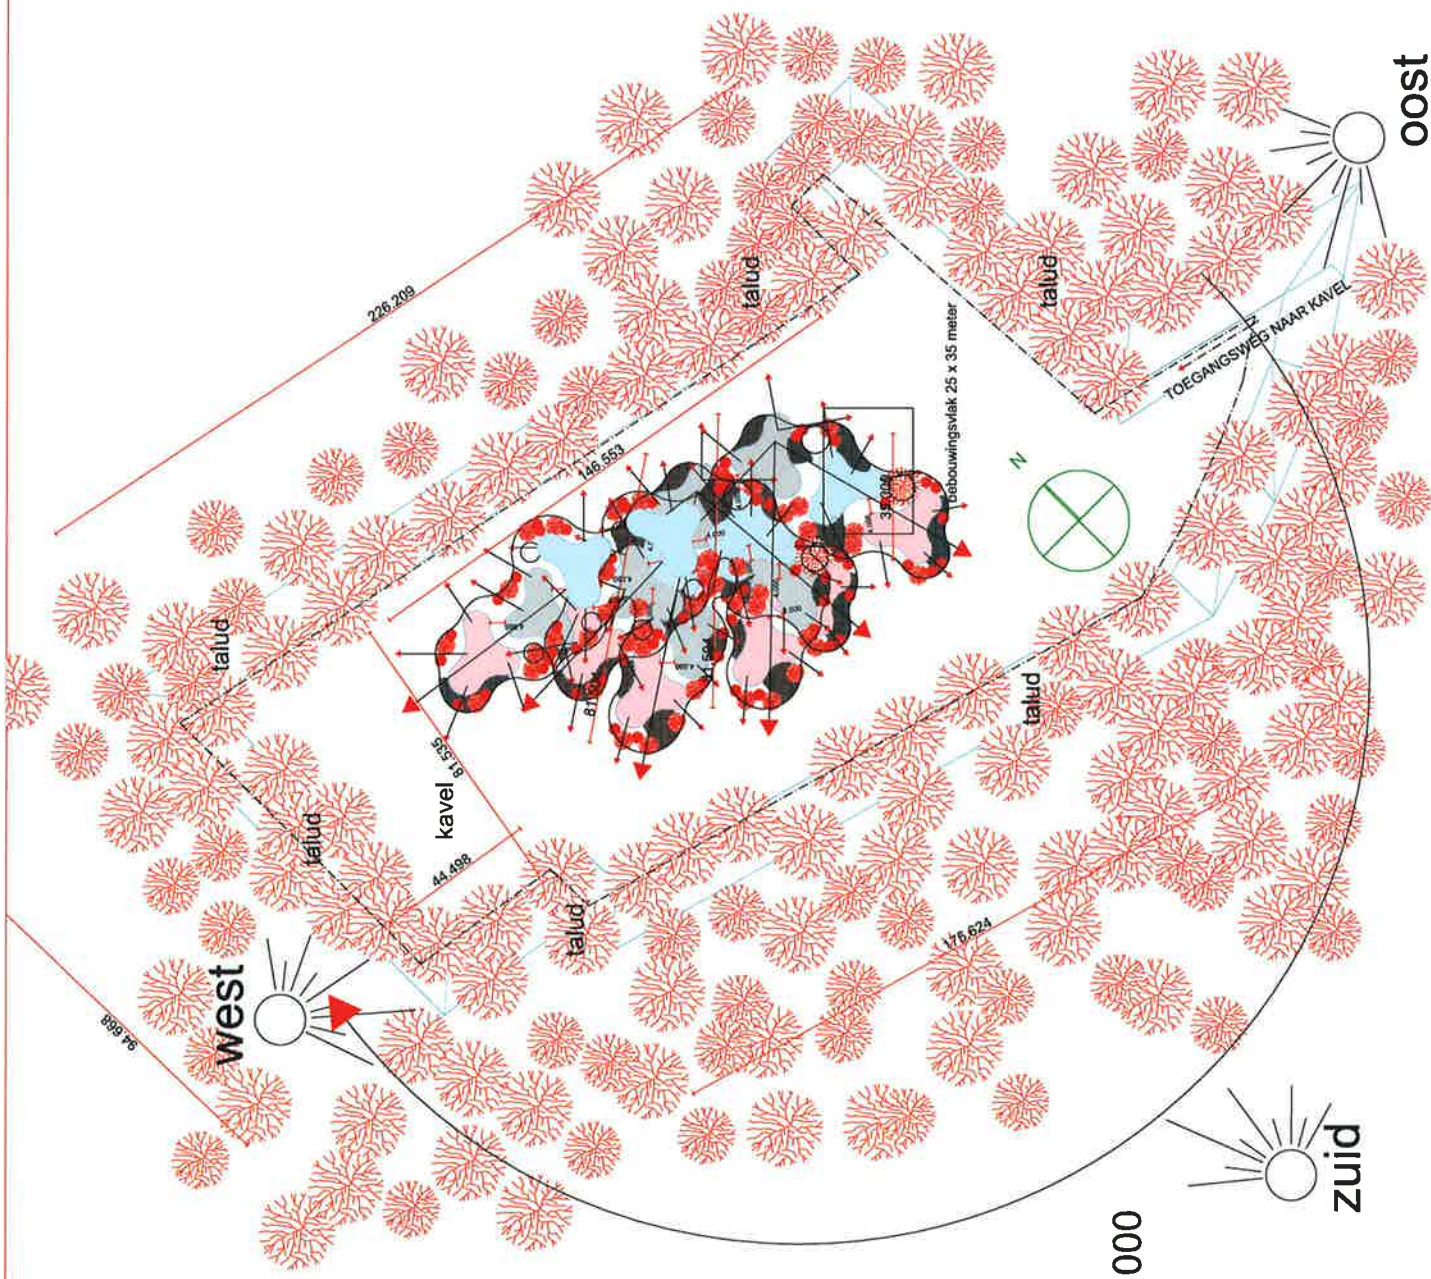 oost
226.209
talud
talud
TOEGANGSWEG NAAR KAVEL
bebouwingsvlak 25 x 35 meter
146.553
N
talud
81.535
kavel
talud
talud
44.498
talud
175.624
west
94.668
zuid
000